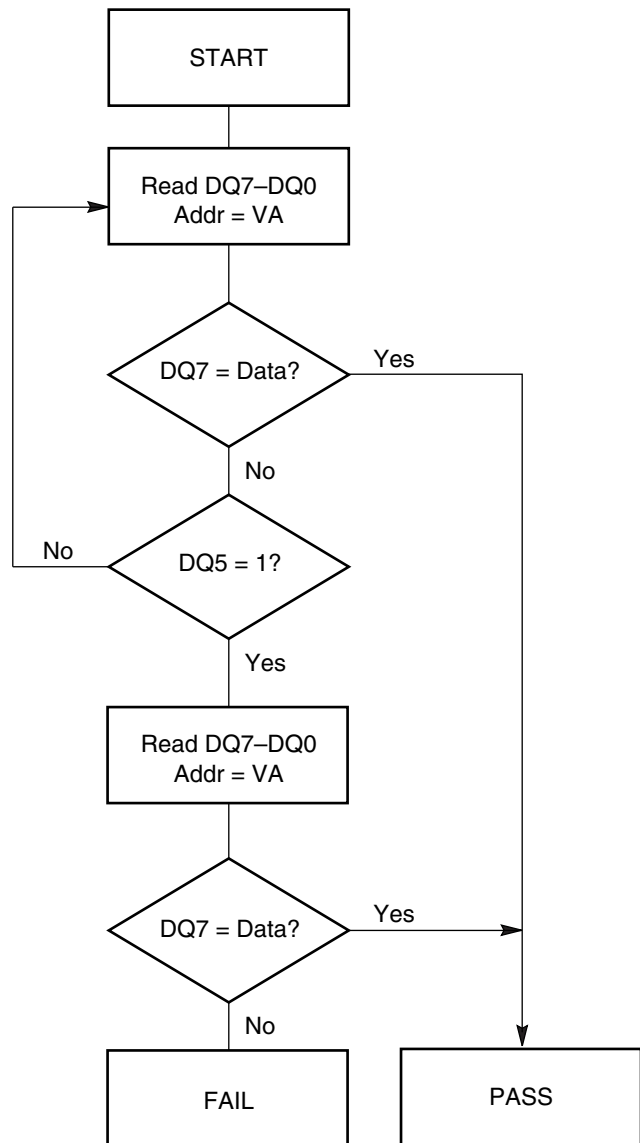 START
Read DQ7–DQ0
Addr = VA
DQ7 = Data?
Yes
No
DQ5 = 1?
No
Yes
Read DQ7–DQ0
Addr = VA
DQ7 = Data?
Yes
No
FAIL
PASS